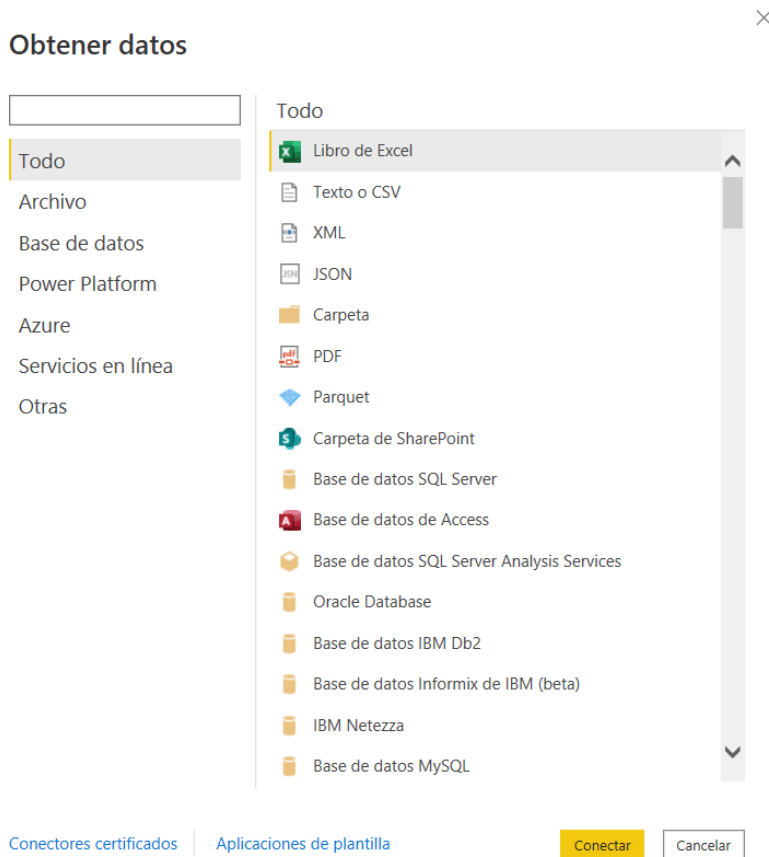 Obtener datos
Todo
Archivo
Base de datos
Power Platform
Azure
Servicios en línea
Otras
Todo
Libro de Excel
Texto o CSV
XML
JSON
Carpeta
PDF
Parquet
Carpeta de SharePoint
Base de datos SQL Server
Base de datos de Access
Base de datos SQL Server Analysis Services
Oracle Database
Base de datos IBM Db2
Base de datos Informix de IBM (beta)
IBM Netezza
Base de datos MySQL
Conectores certificados
Aplicaciones de plantilla
Conectar
Cancelar